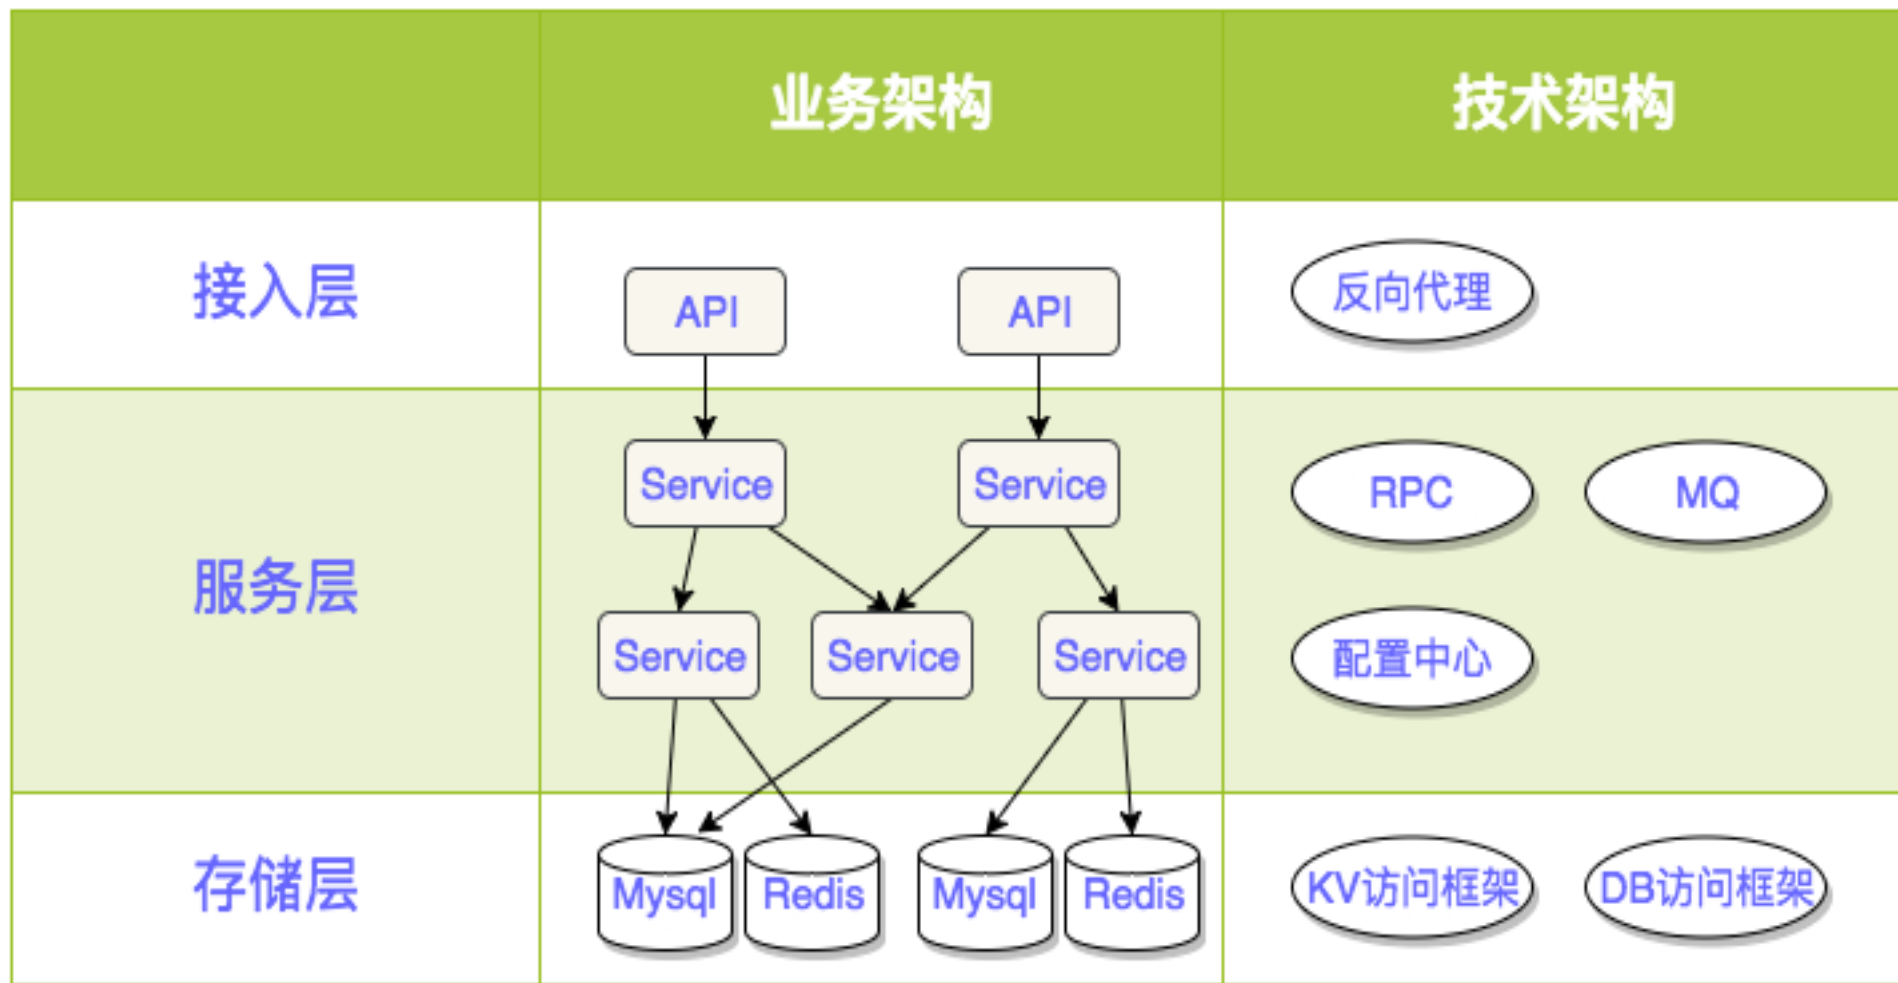 业务架构
技术架构
接入层
API
API
反向代理
服务层
Service
Service
RPC
MQ
Service
Service
Service
配置中心
存储层
Mysql
Redis
Mysql
Redis
KV访问框架
DB访问框架